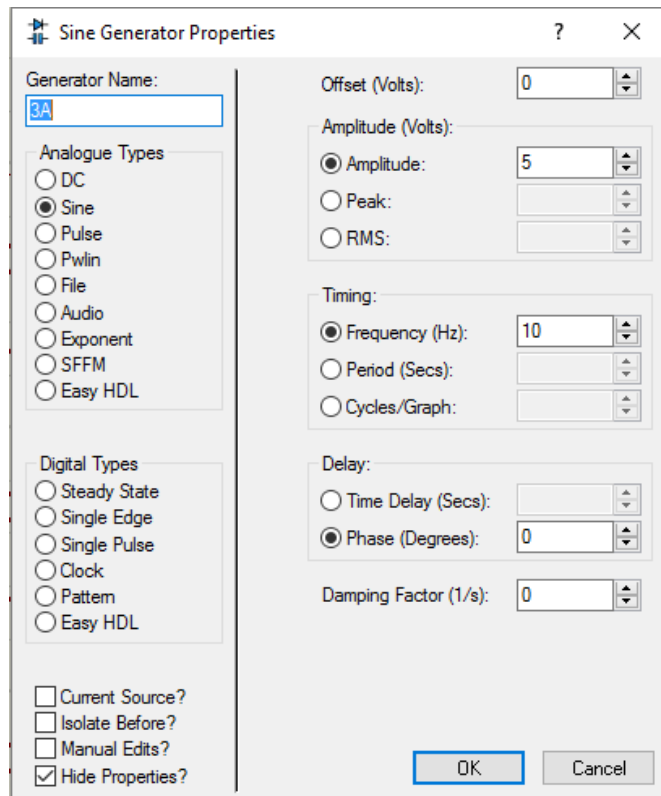 Sine Generator Properties
?
Generator Name:
3A
Analogue Types
DC
Sine
Pulse
Pwlin
File
Audio
Exponent
SFFM
Easy HDL
Digital Types
Steady State
Single Edge
Single Pulse
Clock
Pattern
Easy HDL
Current Source?
Isolate Before?
Manual Edits?
Hide Properties?
Offset (Volts): 0
Amplitude (Volts):
Amplitude: 5
Peak:
RMS:
Timing:
Frequency (Hz): 10
Period (Secs):
Cycles/Graph:
Delay:
Time Delay (Secs):
Phase (Degrees): 0
Damping Factor (1/s): 0
OK Cancel